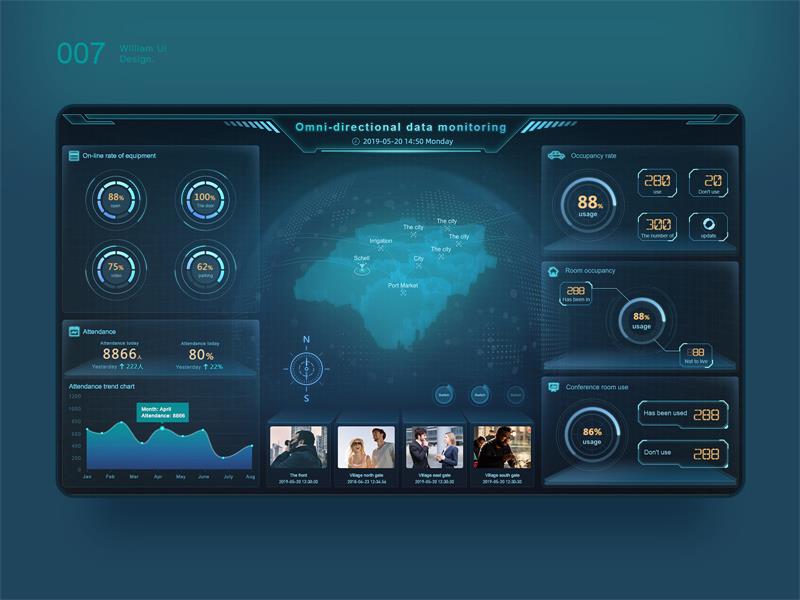 007
William UI
Design.
Omni-directional data monitoring
2019-05-20 14:50 Monday
On-line rate of equipment
88%
open
100%
The door
75%
video
62%
parking
Attendance
Attendance today
8866人
Yesterday ↑ 222人
Attendance today
80%
Yesterday ↑ 22%
Attendance trend chart
1200
1000
800
600
400
200
0
Month: April
Attendance: 8866
Jan Feb Mar Apr May June July Aug
The city
The city
The city
Irrigation
The city
Schell
City
Port Market
N
S
Switch
Switch
Switch
The front
2019-05-20 12:30:30
Village north gate
2018-06-23 12:34:56
Village east gate
2019-05-20 12:30:30
Village south gate
2019-05-20 12:30:30
Occupancy rate
88%
usage
280
use
20
Don't use
300
The number of
update
Room occupancy
288
Has been in
88%
usage
88
Not to live
Conference room use
86%
usage
Has been used 288
Don't use 288